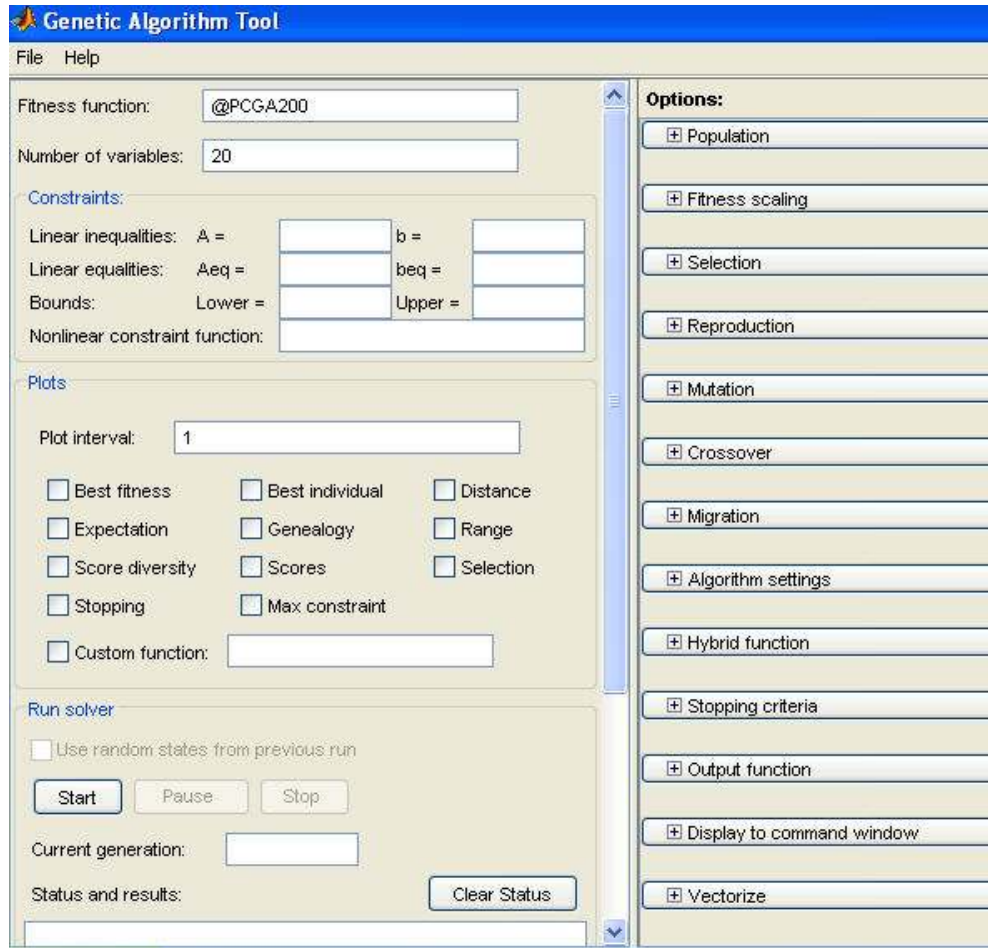 Genetic Algorithm Tool
File Help
Fitness function: @PCGA200
Number of variables: 20
Constraints:
Linear inequalities: A = b =
Linear equalities: Aeq = beq =
Bounds: Lower = Upper =
Nonlinear constraint function:
Plots
Plot interval: 1
Best fitness Best individual Distance
Expectation Genealogy Range
Score diversity Scores Selection
Stopping Max constraint
Custom function:
Run solver
Use random states from previous run
Start Pause Stop
Current generation:
Status and results: Clear Status
Options:
Population
Fitness scaling
Selection
Reproduction
Mutation
Crossover
Migration
Algorithm settings
Hybrid function
Stopping criteria
Output function
Display to command window
Vectorize